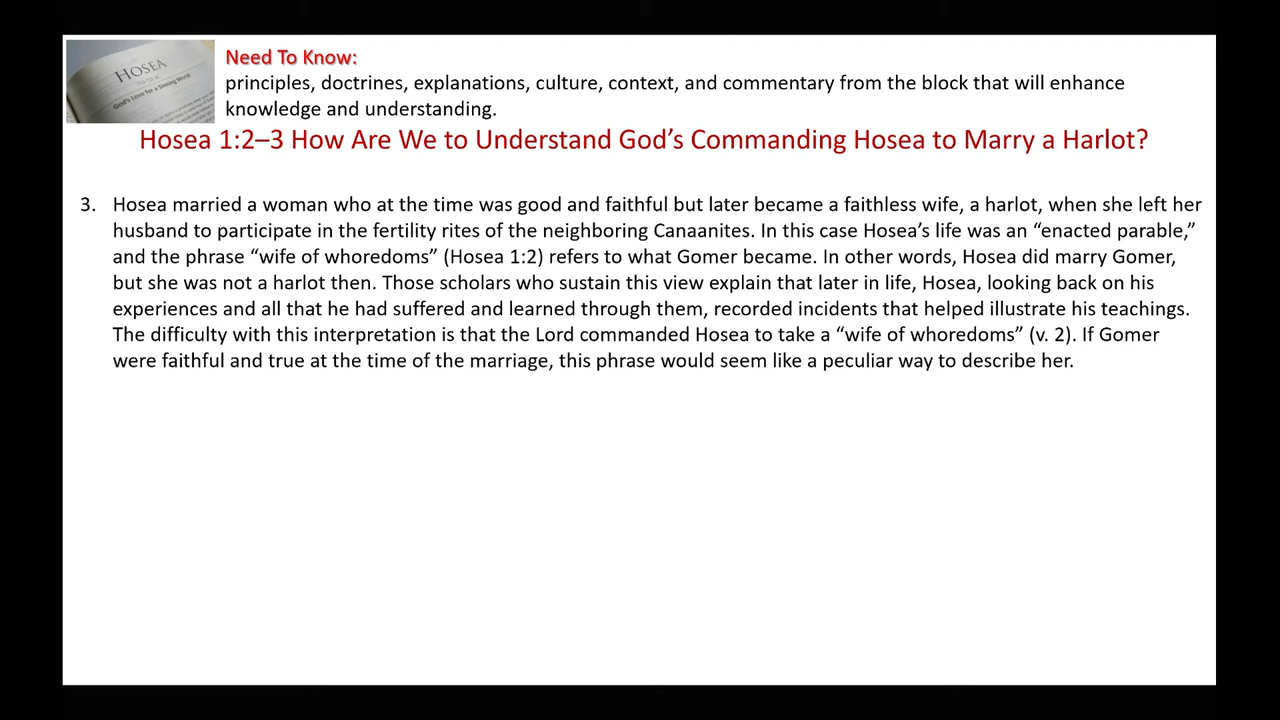 HOSEA
God's Love for a Sinning World
Need To Know:
principles, doctrines, explanations, culture, context, and commentary from the block that will enhance
knowledge and understanding.
Hosea 1:2–3 How Are We to Understand God's Commanding Hosea to Marry a Harlot?
3. Hosea married a woman who at the time was good and faithful but later became a faithless wife, a harlot, when she left her
husband to participate in the fertility rites of the neighboring Canaanites. In this case Hosea's life was an “enacted parable,”
and the phrase “wife of whoredoms” (Hosea 1:2) refers to what Gomer became. In other words, Hosea did marry Gomer,
but she was not a harlot then. Those scholars who sustain this view explain that later in life, Hosea, looking back on his
experiences and all that he had suffered and learned through them, recorded incidents that helped illustrate his teachings.
The difficulty with this interpretation is that the Lord commanded Hosea to take a “wife of whoredoms” (v. 2). If Gomer
were faithful and true at the time of the marriage, this phrase would seem like a peculiar way to describe her.